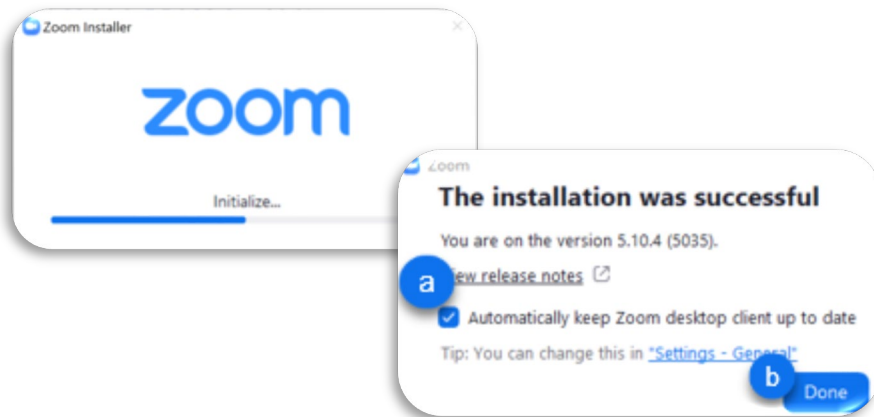 Zoom Installer
zoom
Initialize...
Zoom
The installation was successful
You are on the version 5.10.4 (5035).
a
ew release notes
Automatically keep Zoom desktop client up to date
Tip: You can change this in "Settings - General"
b
Done